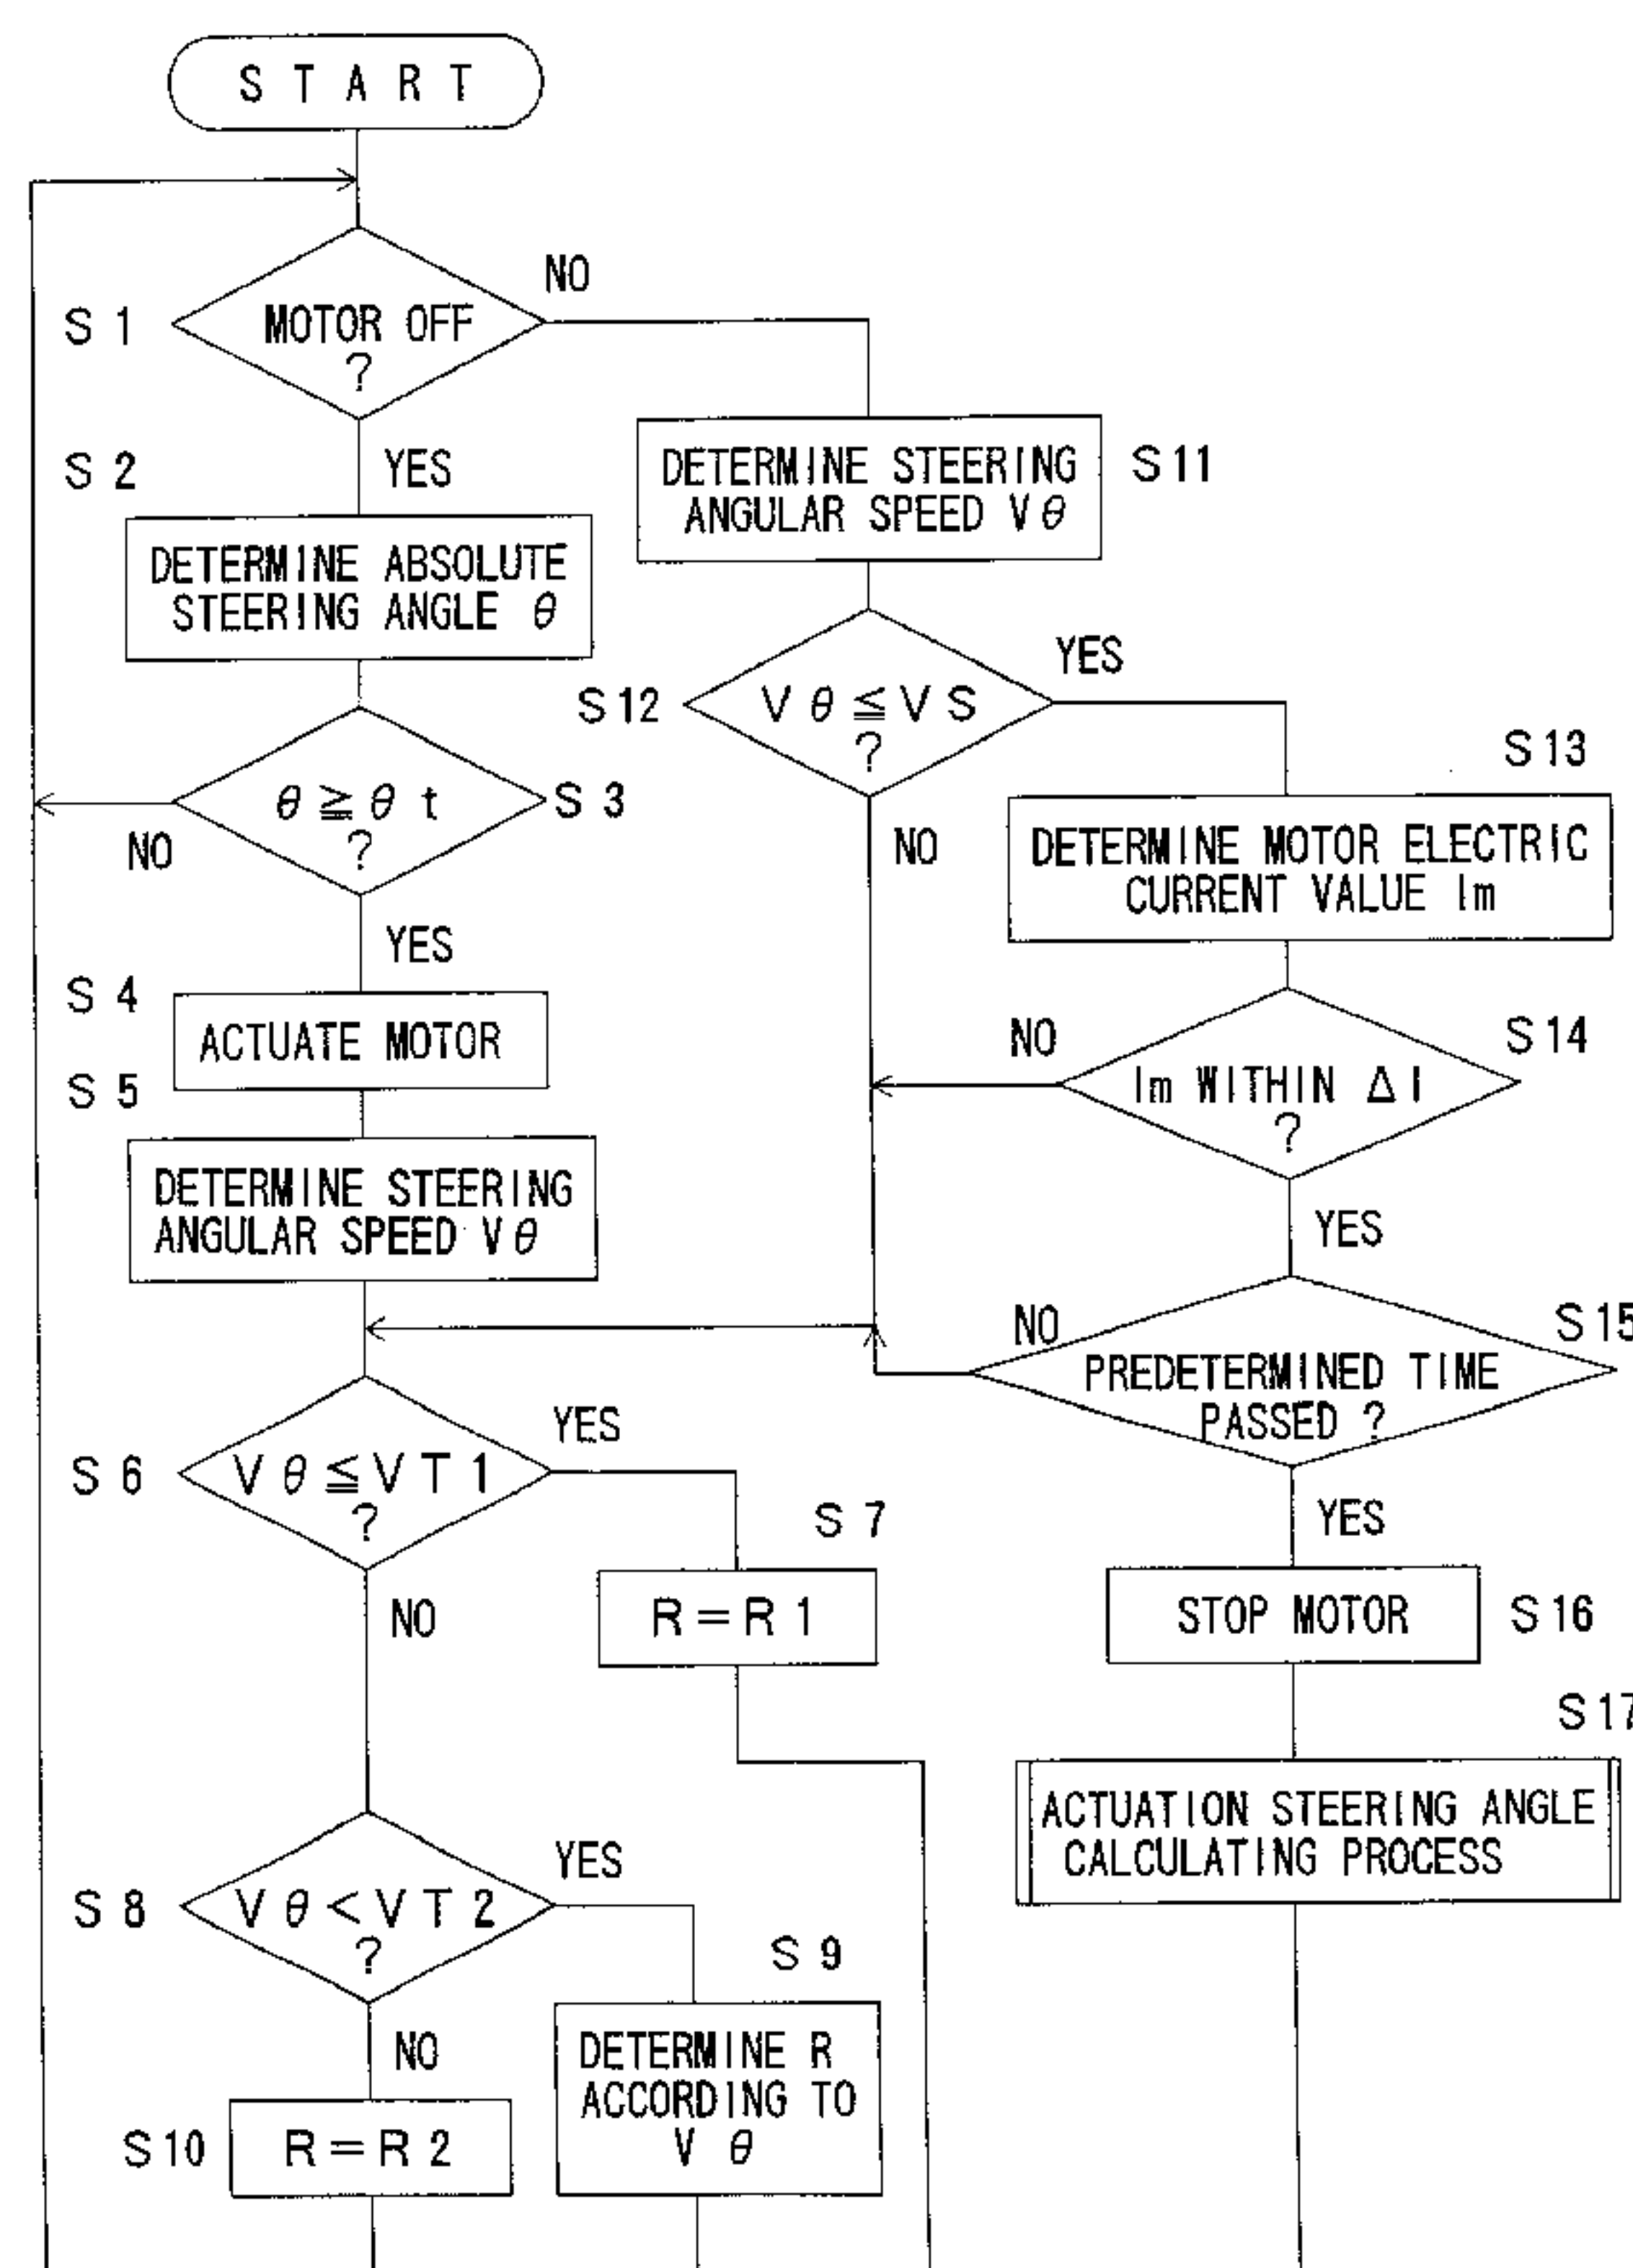 START
S1
MOTOR OFF
?
NO
YES
S2
DETERMINE ABSOLUTE
STEERING ANGLE θ
S3
θ≧θt
?
NO
YES
S4
ACTUATE MOTOR
S5
DETERMINE STEERING
ANGULAR SPEED Vθ
S6
Vθ≦VT1
?
YES
NO
S7
R=R1
S8
Vθ<VT2
?
YES
NO
S9
DETERMINE R
ACCORDING TO
Vθ
S10
R=R2
S11
DETERMINE STEERING
ANGULAR SPEED Vθ
S12
Vθ≦VS
?
YES
NO
S13
DETERMINE MOTOR ELECTRIC
CURRENT VALUE Im
S14
Im WITHIN ΔI
?
NO
YES
S15
PREDETERMINED TIME
PASSED ?
NO
YES
STOP MOTOR
S16
S17
ACTUATION STEERING ANGLE
CALCULATING PROCESS